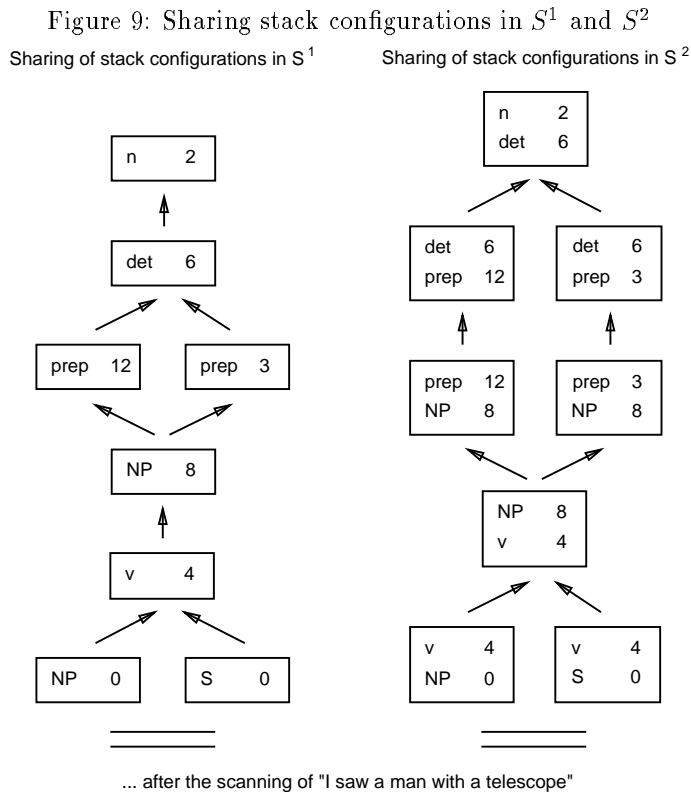 Figure 9: Sharing stack configurations in S¹ and S²
Sharing of stack configurations in S ¹
Sharing of stack configurations in S ²
n 2
det 6
prep 12
prep 3
NP 8
v 4
NP 0
S 0
n 2
det 6
det 6
prep 12
det 6
prep 3
prep 12
NP 8
prep 3
NP 8
NP 8
v 4
v 4
NP 0
v 4
S 0
... after the scanning of "I saw a man with a telescope"